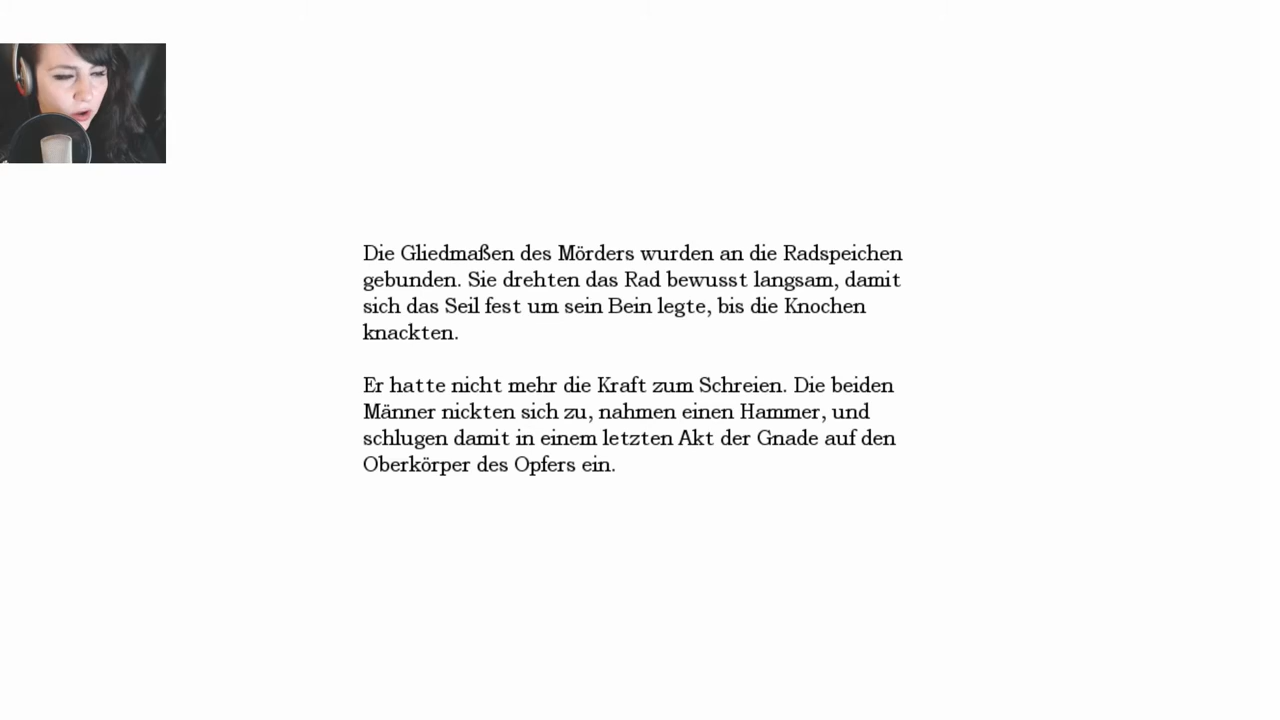 Die Gliedmaßen des Mörders wurden an die Radspeichen
gebunden. Sie drehten das Rad bewusst langsam, damit
sich das Seil fest um sein Bein legte, bis die Knochen
knackten.
Er hatte nicht mehr die Kraft zum Schreien. Die beiden
Männer nickten sich zu, nahmen einen Hammer, und
schlugen damit in einem letzten Akt der Gnade auf den
Oberkörper des Opfers ein.